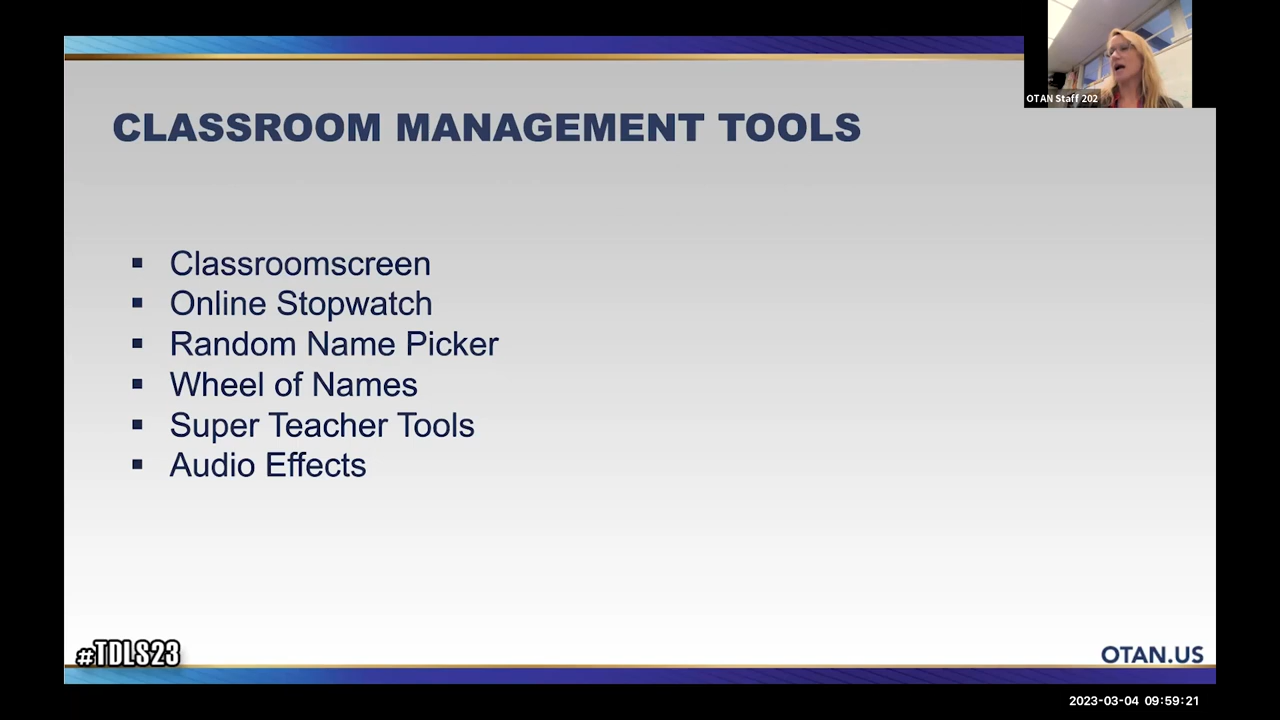 OTAN Staff 202
CLASSROOM MANAGEMENT TOOLS
▪ Classroomscreen
▪ Online Stopwatch
▪ Random Name Picker
▪ Wheel of Names
▪ Super Teacher Tools
▪ Audio Effects
#TDLS23
OTAN.US
2023-03-04 09:59:21